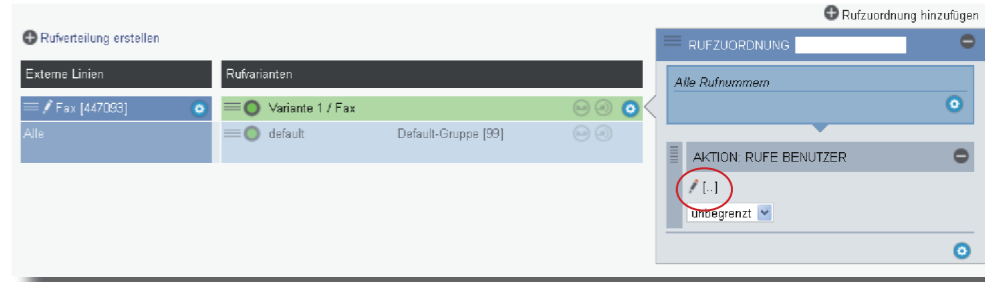 Rufzuordnung hinzufügen
Rufverteilung erstellen
RUFZUORDNUNG
Externe Linien
Rufvarianten
Alle Rufnummern
Fax [447093]
Variante 1 / Fax
Alle
default Default-Gruppe [99]
AKTION: RUFE BENUTZER
[..]
unbegrenzt